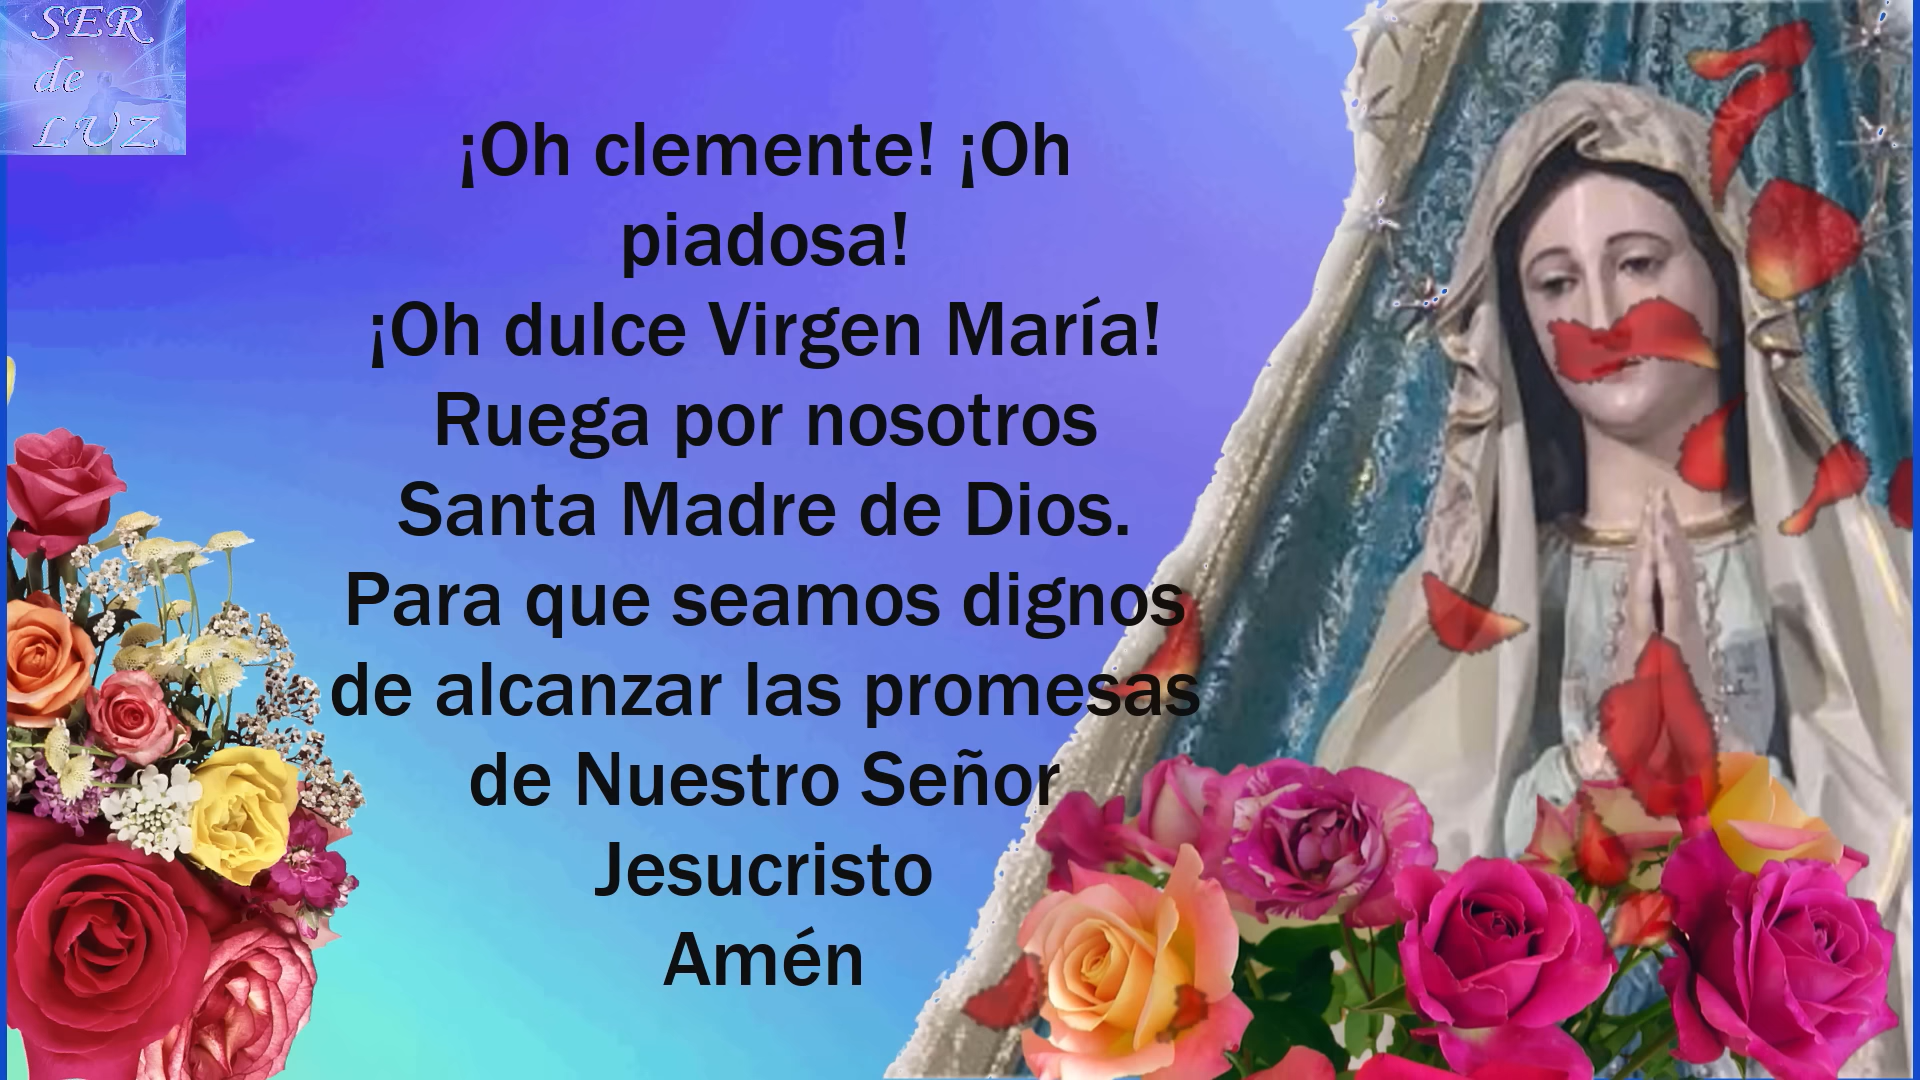 SER
de
LUZ
¡Oh clemente! ¡Oh
piadosa!
¡Oh dulce Virgen María!
Ruega por nosotros
Santa Madre de Dios.
Para que seamos dignos
de alcanzar las promesas
de Nuestro Señor
Jesucristo
Amén